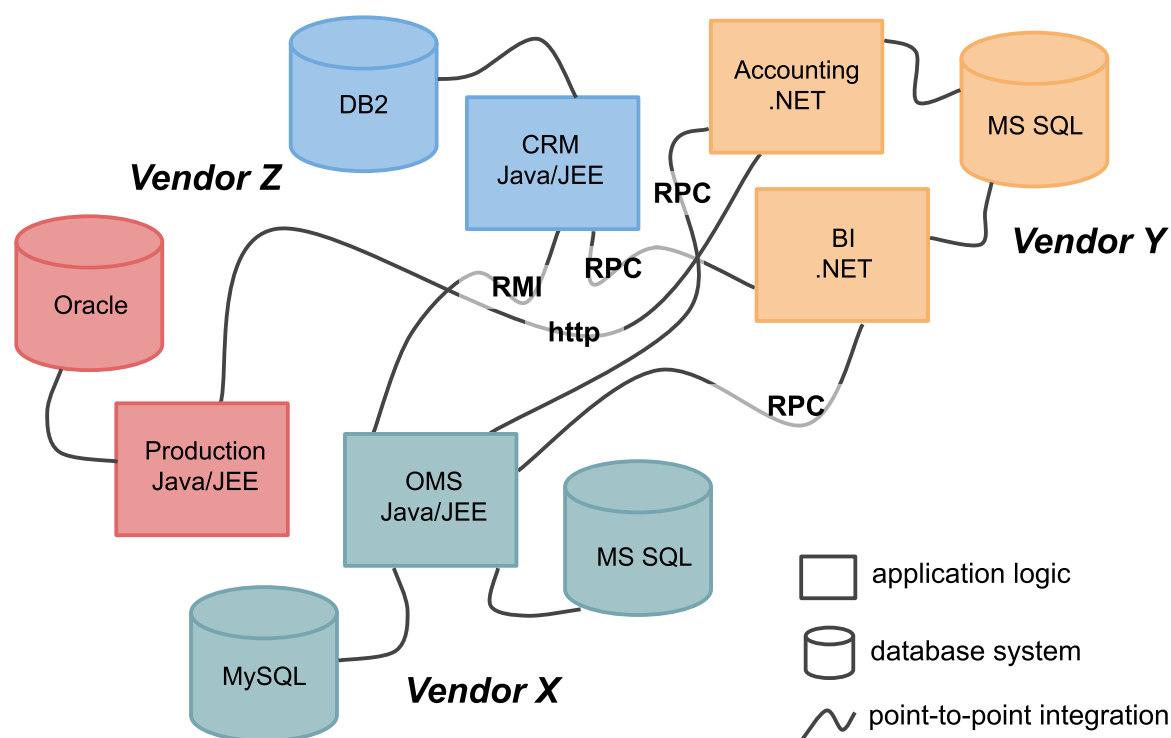 DB2
Accounting
.NET
MS SQL
CRM
Java/JEE
Vendor Z
RPC
BI
.NET
Vendor Y
Oracle
RMI
RPC
http
RPC
Production
Java/JEE
OMS
Java/JEE
MS SQL
application logic
MySQL
database system
Vendor X
point-to-point integration